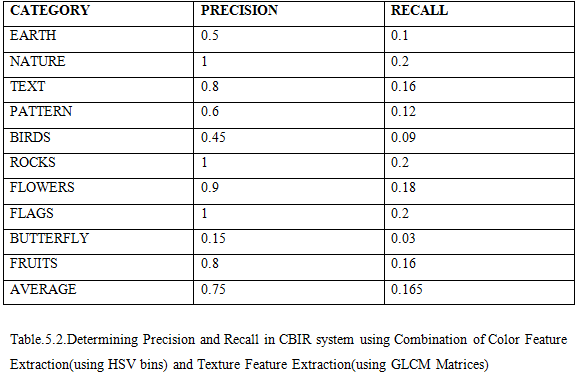 CATEGORY PRECISION RECALL
EARTH 0.5 0.1
NATURE 1 0.2
TEXT 0.8 0.16
PATTERN 0.6 0.12
BIRDS 0.45 0.09
ROCKS 1 0.2
FLOWERS 0.9 0.18
FLAGS 1 0.2
BUTTERFLY 0.15 0.03
FRUITS 0.8 0.16
AVERAGE 0.75 0.165
Table.5.2.Determining Precision and Recall in CBIR system using Combination of Color Feature
Extraction(using HSV bins) and Texture Feature Extraction(using GLCM Matrices)